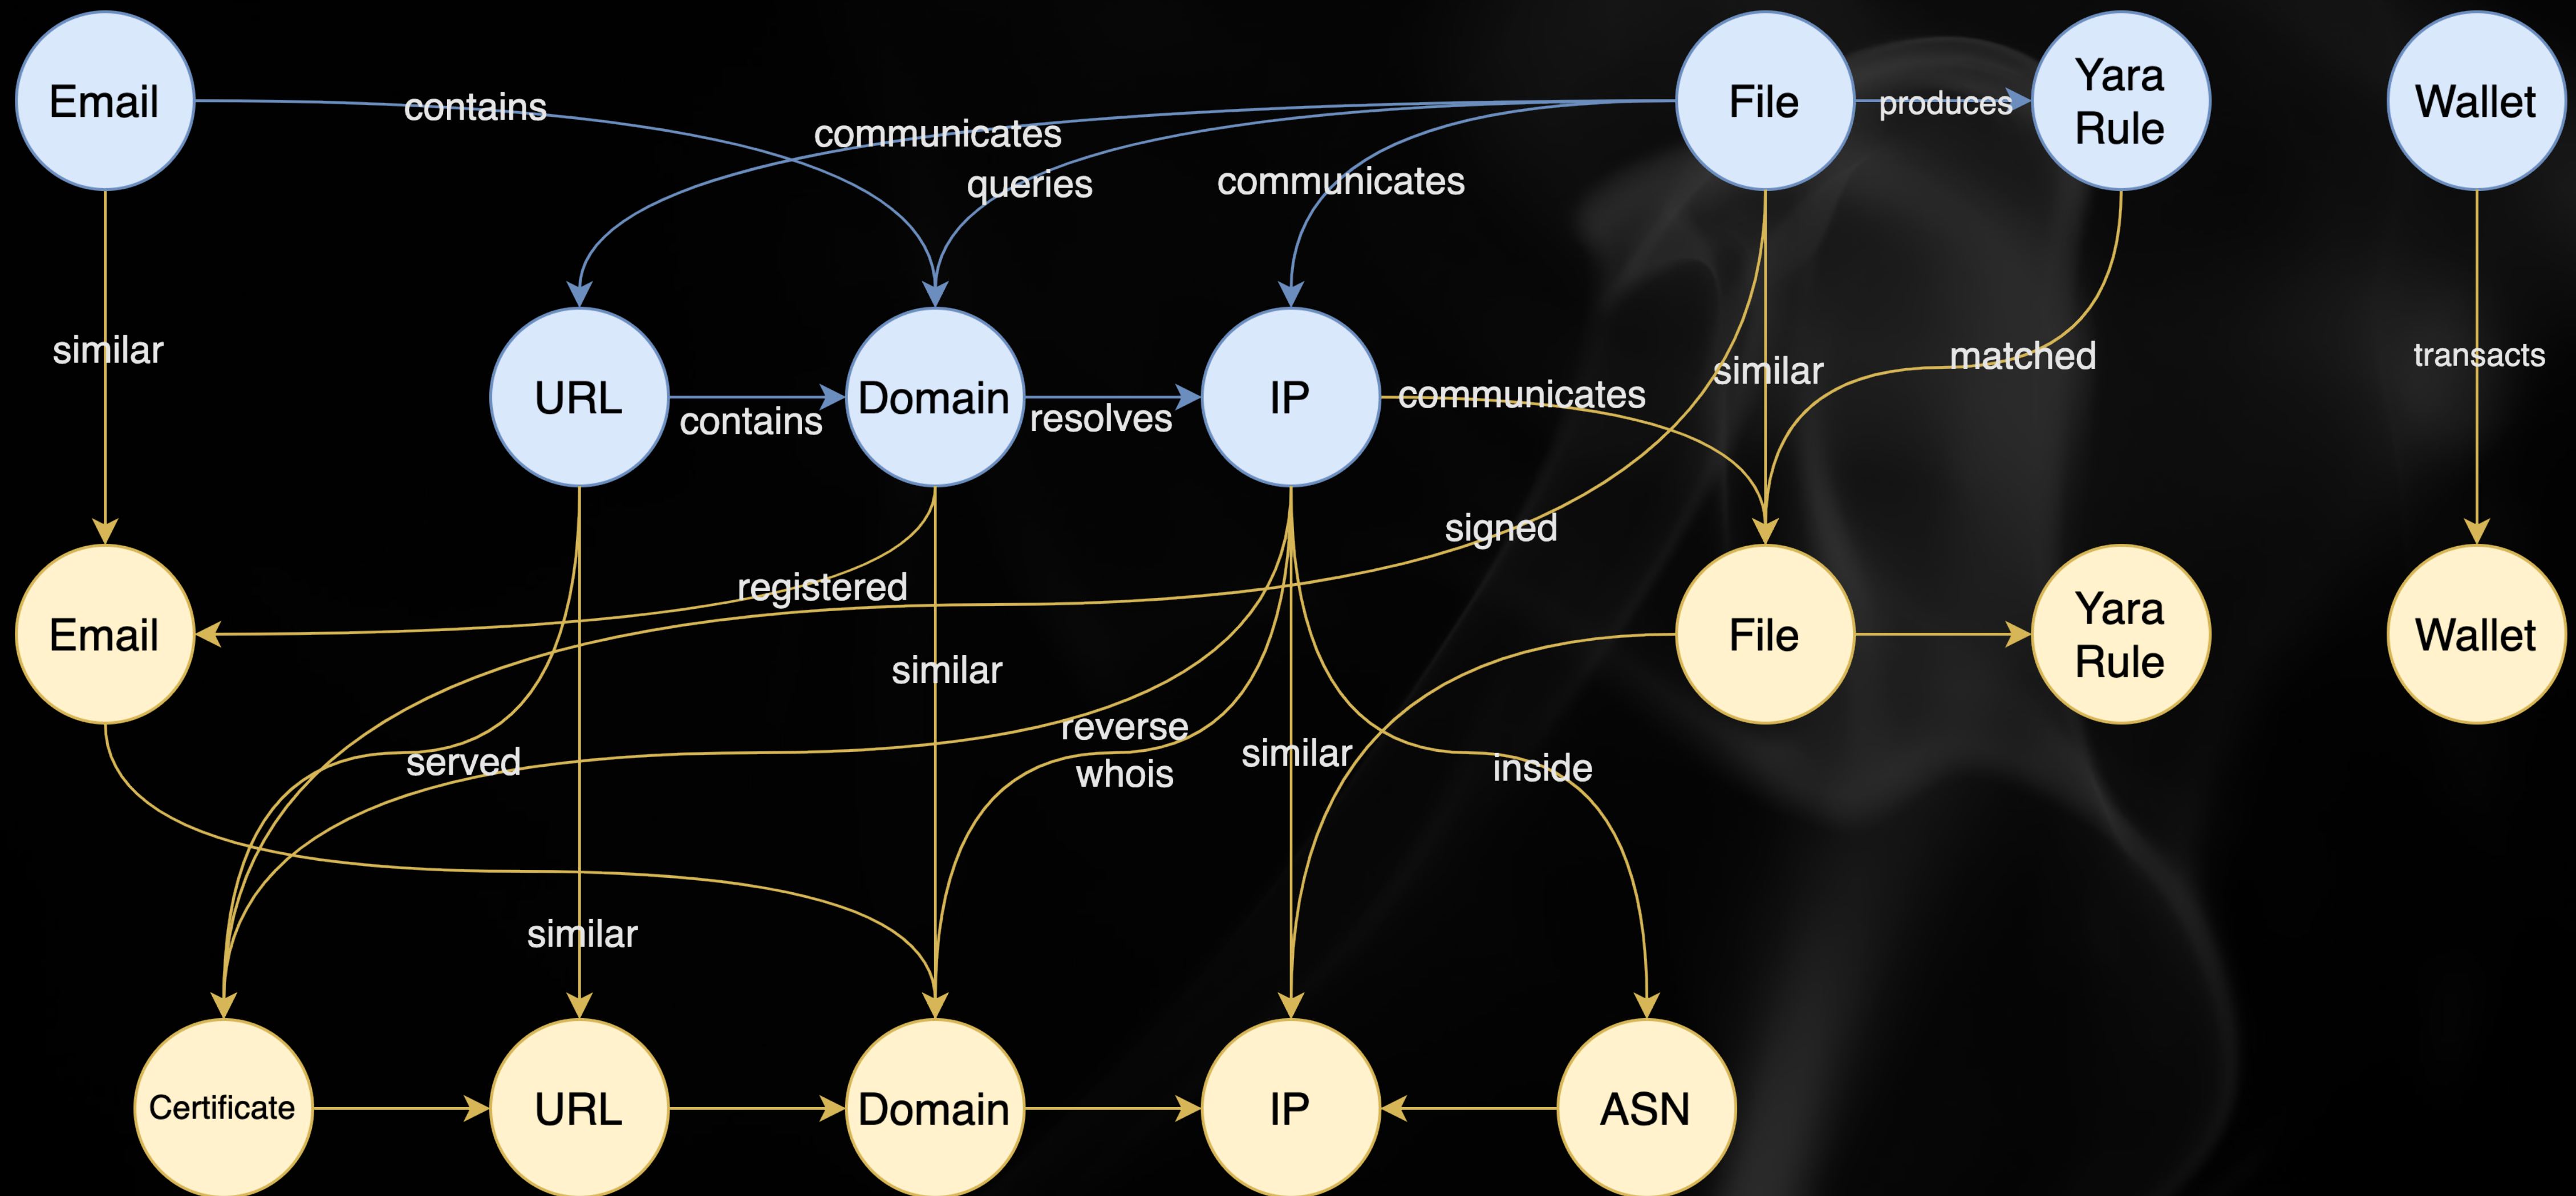 Email
contains
communicates
queries
communicates
File
produces
Yara
Rule
Wallet
similar
URL
contains
Domain
resolves
IP
communicates
similar
matched
transacts
signed
registered
Email
similar
File
Yara
Rule
Wallet
served
reverse
whois
similar
inside
similar
Certificate
URL
Domain
IP
ASN